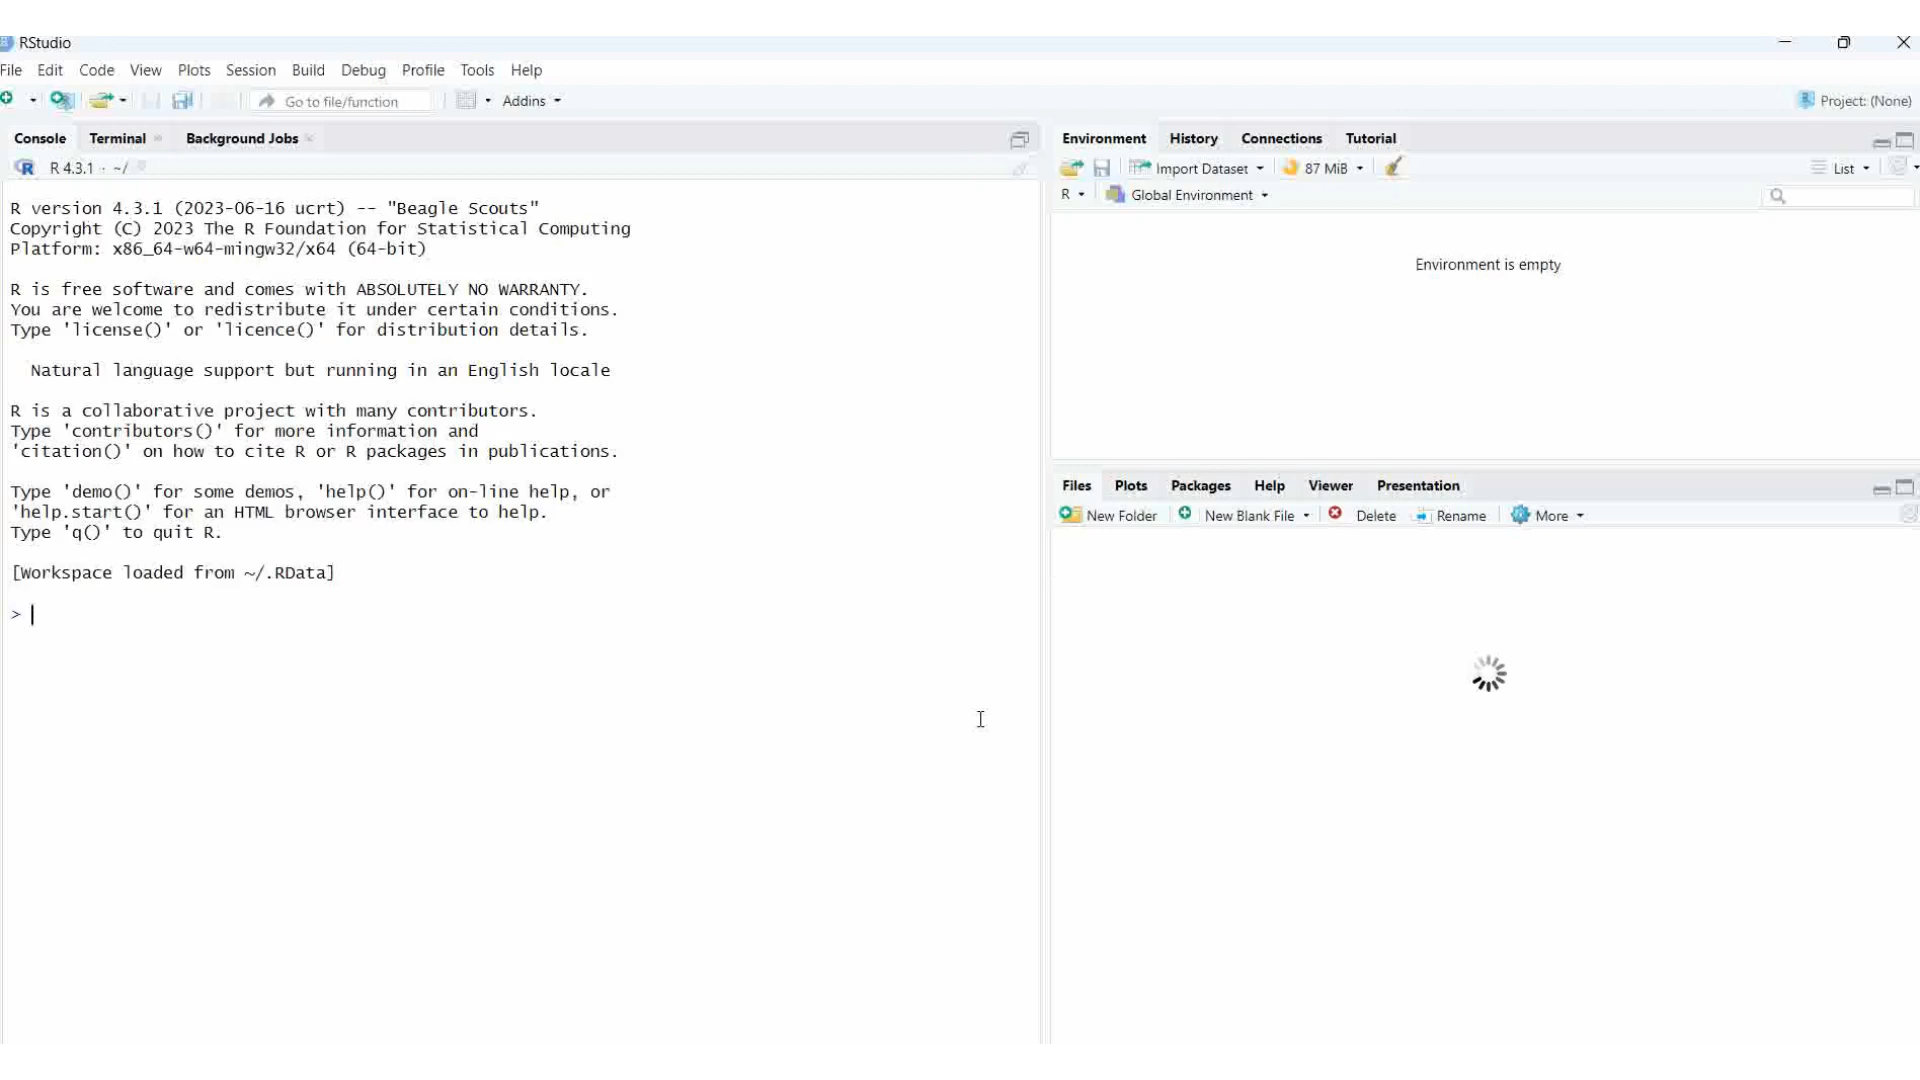 RStudio
File Edit Code View Plots Session Build Debug Profile Tools Help
Go to file/function Addins Project: (None)
Console Terminal Background Jobs
R 4.3.1 · ~/
R version 4.3.1 (2023-06-16 ucrt) -- "Beagle Scouts"
Copyright (C) 2023 The R Foundation for Statistical Computing
Platform: x86_64-w64-mingw32/x64 (64-bit)
R is free software and comes with ABSOLUTELY NO WARRANTY.
You are welcome to redistribute it under certain conditions.
Type 'license()' or 'licence()' for distribution details.
Natural language support but running in an English locale
R is a collaborative project with many contributors.
Type 'contributors()' for more information and
'citation()' on how to cite R or R packages in publications.
Type 'demo()' for some demos, 'help()' for on-line help, or
'help.start()' for an HTML browser interface to help.
Type 'q()' to quit R.
[Workspace loaded from ~/.RData]
>
Environment History Connections Tutorial
Import Dataset 87 MiB List
R Global Environment
Environment is empty
Files Plots Packages Help Viewer Presentation
New Folder New Blank File Delete Rename More